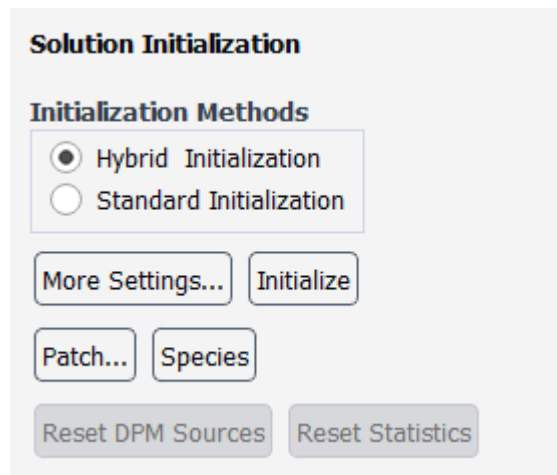 Solution Initialization
Initialization Methods
Hybrid Initialization
Standard Initialization
More Settings... Initialize
Patch... Species
Reset DPM Sources Reset Statistics